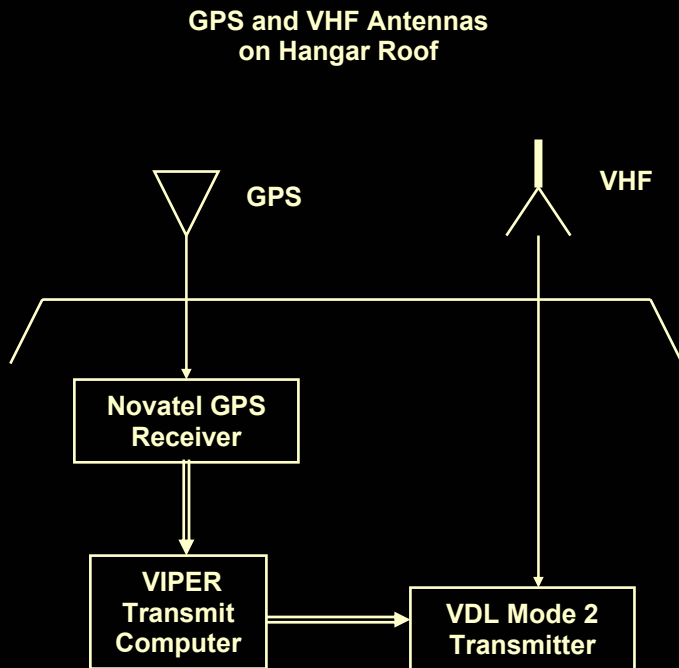 GPS and VHF Antennas
on Hangar Roof
GPS
VHF
Novatel GPS
Receiver
VIPER
Transmit
Computer
VDL Mode 2
Transmitter